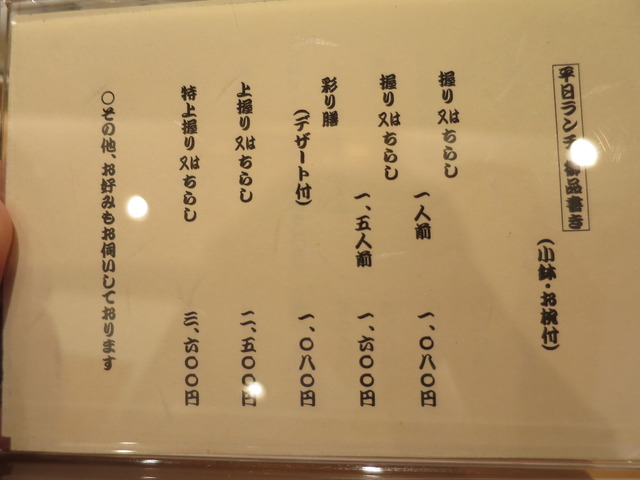 平日ランチ御品書き
(小鉢・お椀付)
握り又はちらし 一人前 一、〇八〇円
握り又はちらし 一、五人前 一、六〇〇円
彩り膳 (デザート付) 一、〇八〇円
上握り又はちらし 二、五〇〇円
特上握り又はちらし 三、六〇〇円
〇その他、お好みもお伺いしております